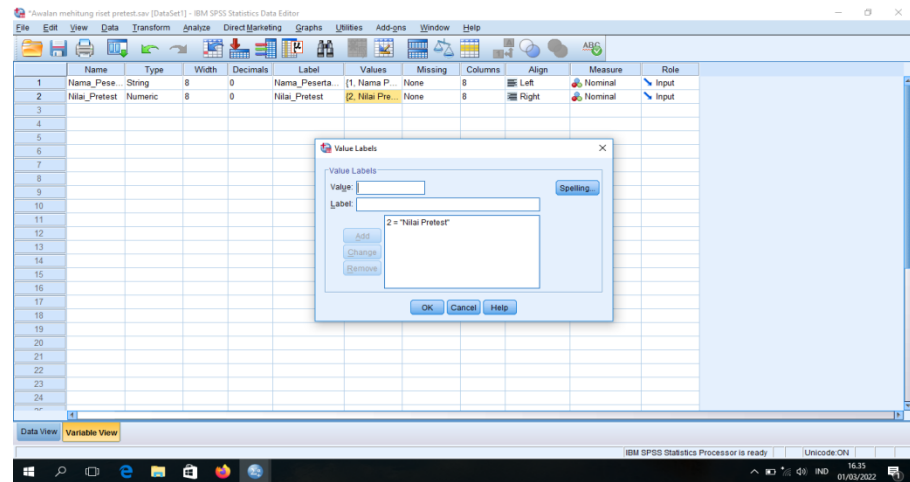 *Awalan mehitung riset pretest.sav [DataSet1] - IBM SPSS Statistics Data Editor
File Edit View Data Transform Analyze Direct Marketing Graphs Utilities Add-ons Window Help
Name Type Width Decimals Label Values Missing Columns Align Measure Role
1 Nama_Pese... String 8 0 Nama_Peserta... {1, Nama P... None 8 Left Nominal Input
2 Nilai_Pretest Numeric 8 0 Nilai_Pretest {2, Nilai Pre... None 8 Right Nominal Input
3
4
5
6
7
8
9
10
11
12
13
14
15
16
17
18
19
20
21
22
23
24
Value Labels
Value Labels
Value:
Spelling...
Label:
2 = "Nilai Pretest"
Add
Change
Remove
OK Cancel Help
Data View Variable View
IBM SPSS Statistics Processor is ready Unicode:ON
IND 16.35
01/03/2022